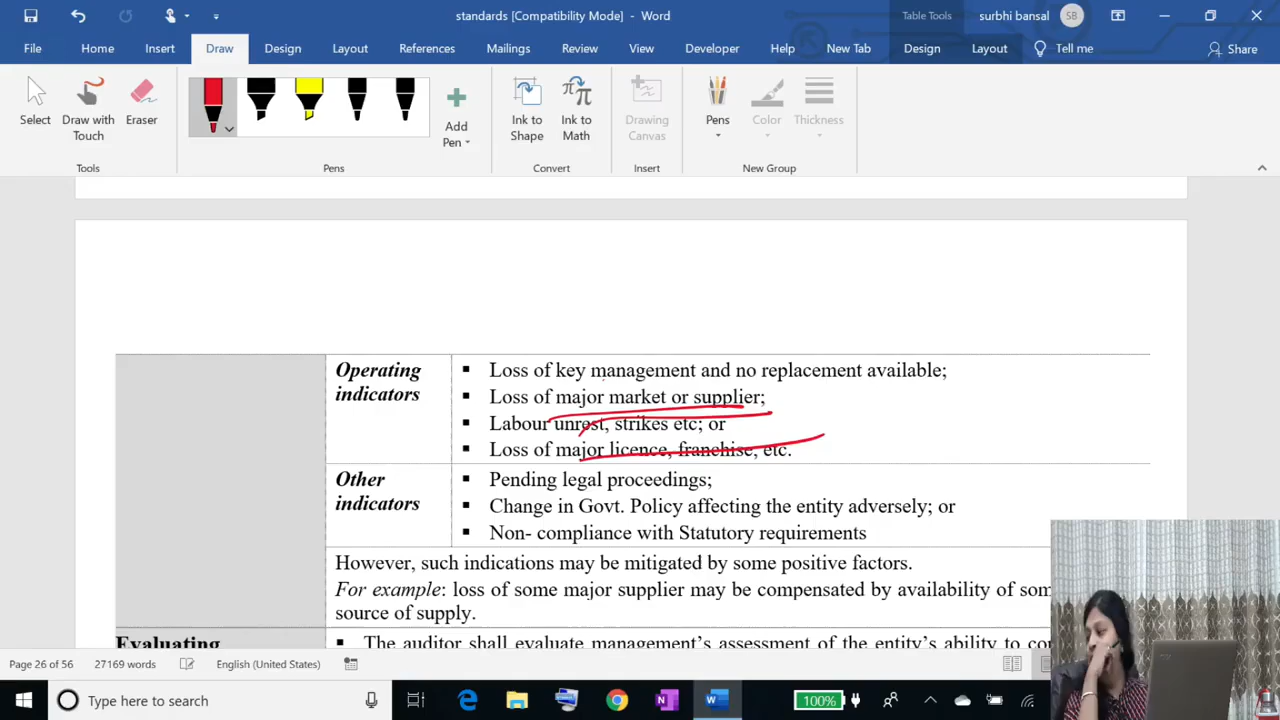 standards [Compatibility Mode] - Word
Table Tools
surbhi bansal
SB
File Home Insert Draw Design Layout References Mailings Review View Developer Help New Tab Design Layout Tell me Share
Select
Draw with Touch
Eraser
Add Pen
Ink to Shape
Ink to Math
Drawing Canvas
Pens
Color
Thickness
Tools
Pens
Convert
Insert
New Group
Operating indicators
▪ Loss of key management and no replacement available;
▪ Loss of major market or supplier;
▪ Labour unrest, strikes etc; or
▪ Loss of major licence, franchise, etc.
Other indicators
▪ Pending legal proceedings;
▪ Change in Govt. Policy affecting the entity adversely; or
▪ Non- compliance with Statutory requirements
However, such indications may be mitigated by some positive factors.
For example: loss of some major supplier may be compensated by availability of som
source of supply.
Evaluating
▪ The auditor shall evaluate management's assessment of the entity's ability to co
Page 26 of 56 27169 words English (United States)
Type here to search
100%